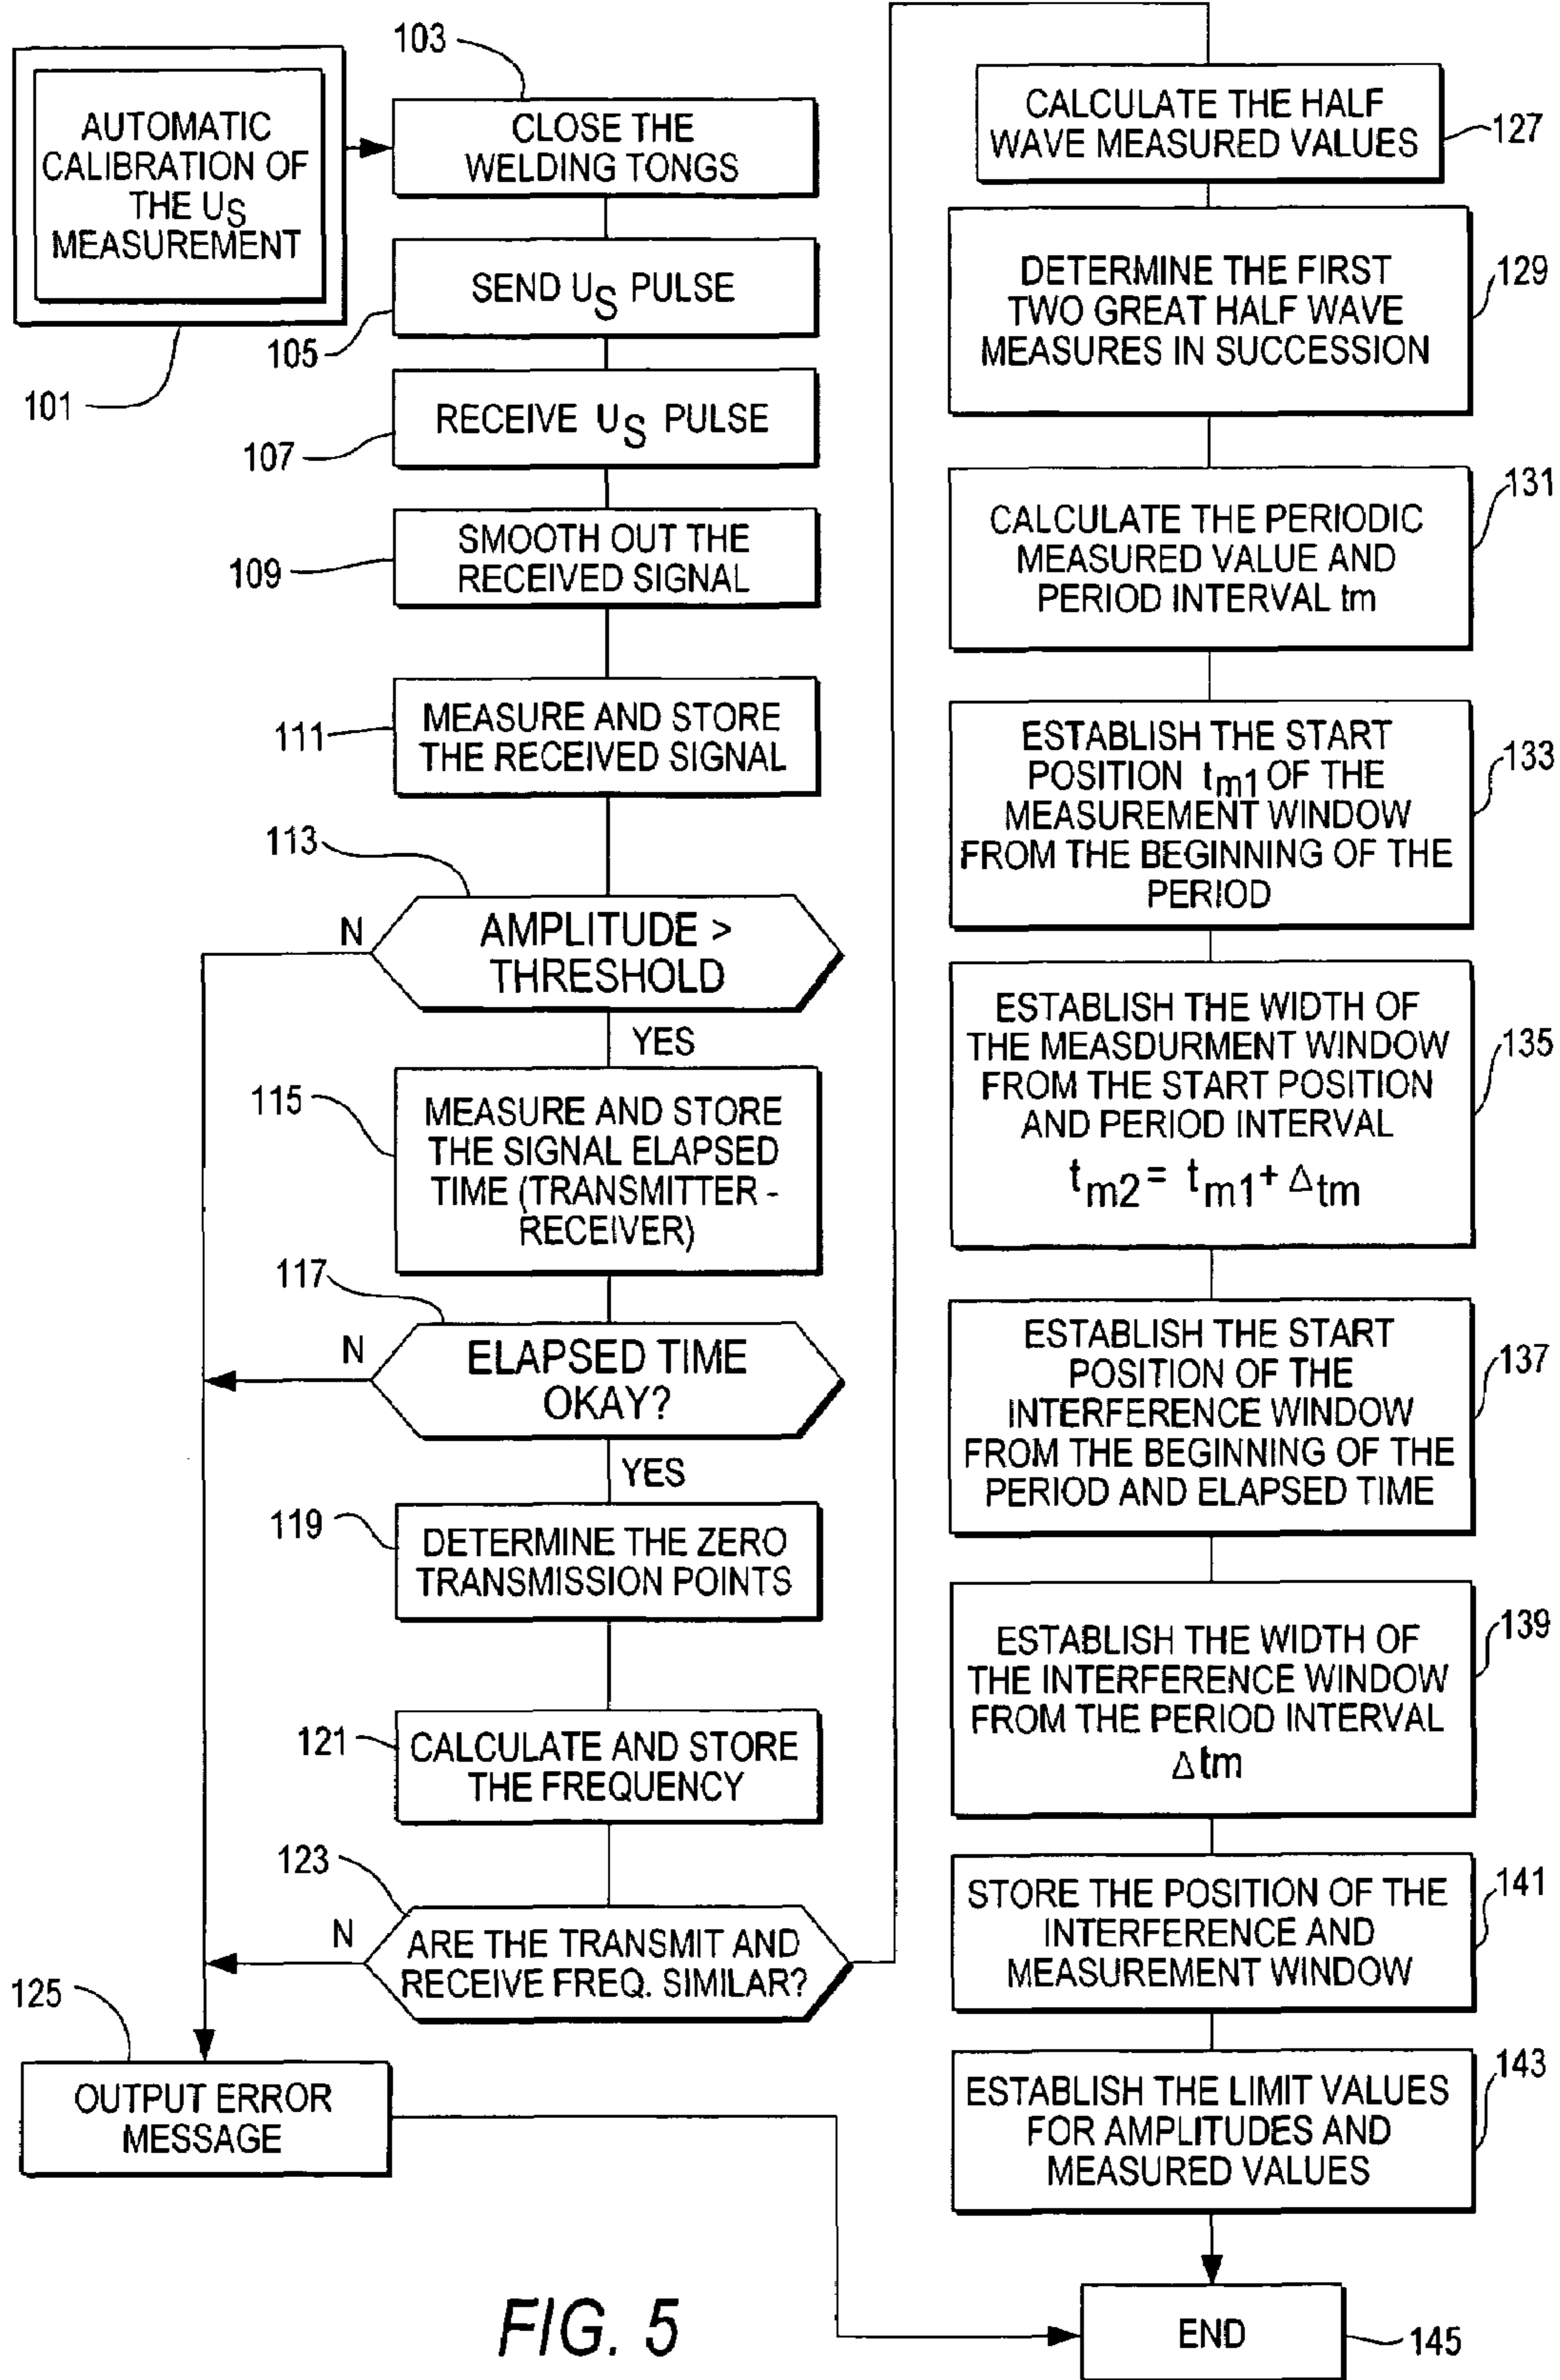 AUTOMATIC
CALIBRATION OF
THE US
MEASUREMENT
101
103
CLOSE THE
WELDING TONGS
SEND US PULSE
105
RECEIVE US PULSE
107
SMOOTH OUT THE
RECEIVED SIGNAL
109
MEASURE AND STORE
THE RECEIVED SIGNAL
111
113
N
AMPLITUDE >
THRESHOLD
YES
115
MEASURE AND STORE
THE SIGNAL ELAPSED
TIME (TRANSMITTER -
RECEIVER)
117
N
ELAPSED TIME
OKAY?
YES
119
DETERMINE THE ZERO
TRANSMISSION POINTS
121
CALCULATE AND STORE
THE FREQUENCY
123
N
ARE THE TRANSMIT AND
RECEIVE FREQ. SIMILAR?
125
OUTPUT ERROR
MESSAGE
CALCULATE THE HALF
WAVE MEASURED VALUES
127
DETERMINE THE FIRST
TWO GREAT HALF WAVE
MEASURES IN SUCCESSION
129
CALCULATE THE PERIODIC
MEASURED VALUE AND
PERIOD INTERVAL tm
131
ESTABLISH THE START
POSITION tm1 OF THE
MEASUREMENT WINDOW
FROM THE BEGINNING OF THE
PERIOD
133
ESTABLISH THE WIDTH OF
THE MEASDURMENT WINDOW
FROM THE START POSITION
AND PERIOD INTERVAL
tm2 = tm1 + Δtm
135
ESTABLISH THE START
POSITION OF THE
INTERFERENCE WINDOW
FROM THE BEGINNING OF THE
PERIOD AND ELAPSED TIME
137
ESTABLISH THE WIDTH OF
THE INTERFERENCE WINDOW
FROM THE PERIOD INTERVAL
Δtm
139
STORE THE POSITION OF THE
INTERFERENCE AND
MEASUREMENT WINDOW
141
ESTABLISH THE LIMIT VALUES
FOR AMPLITUDES AND
MEASURED VALUES
143
END
145
FIG. 5